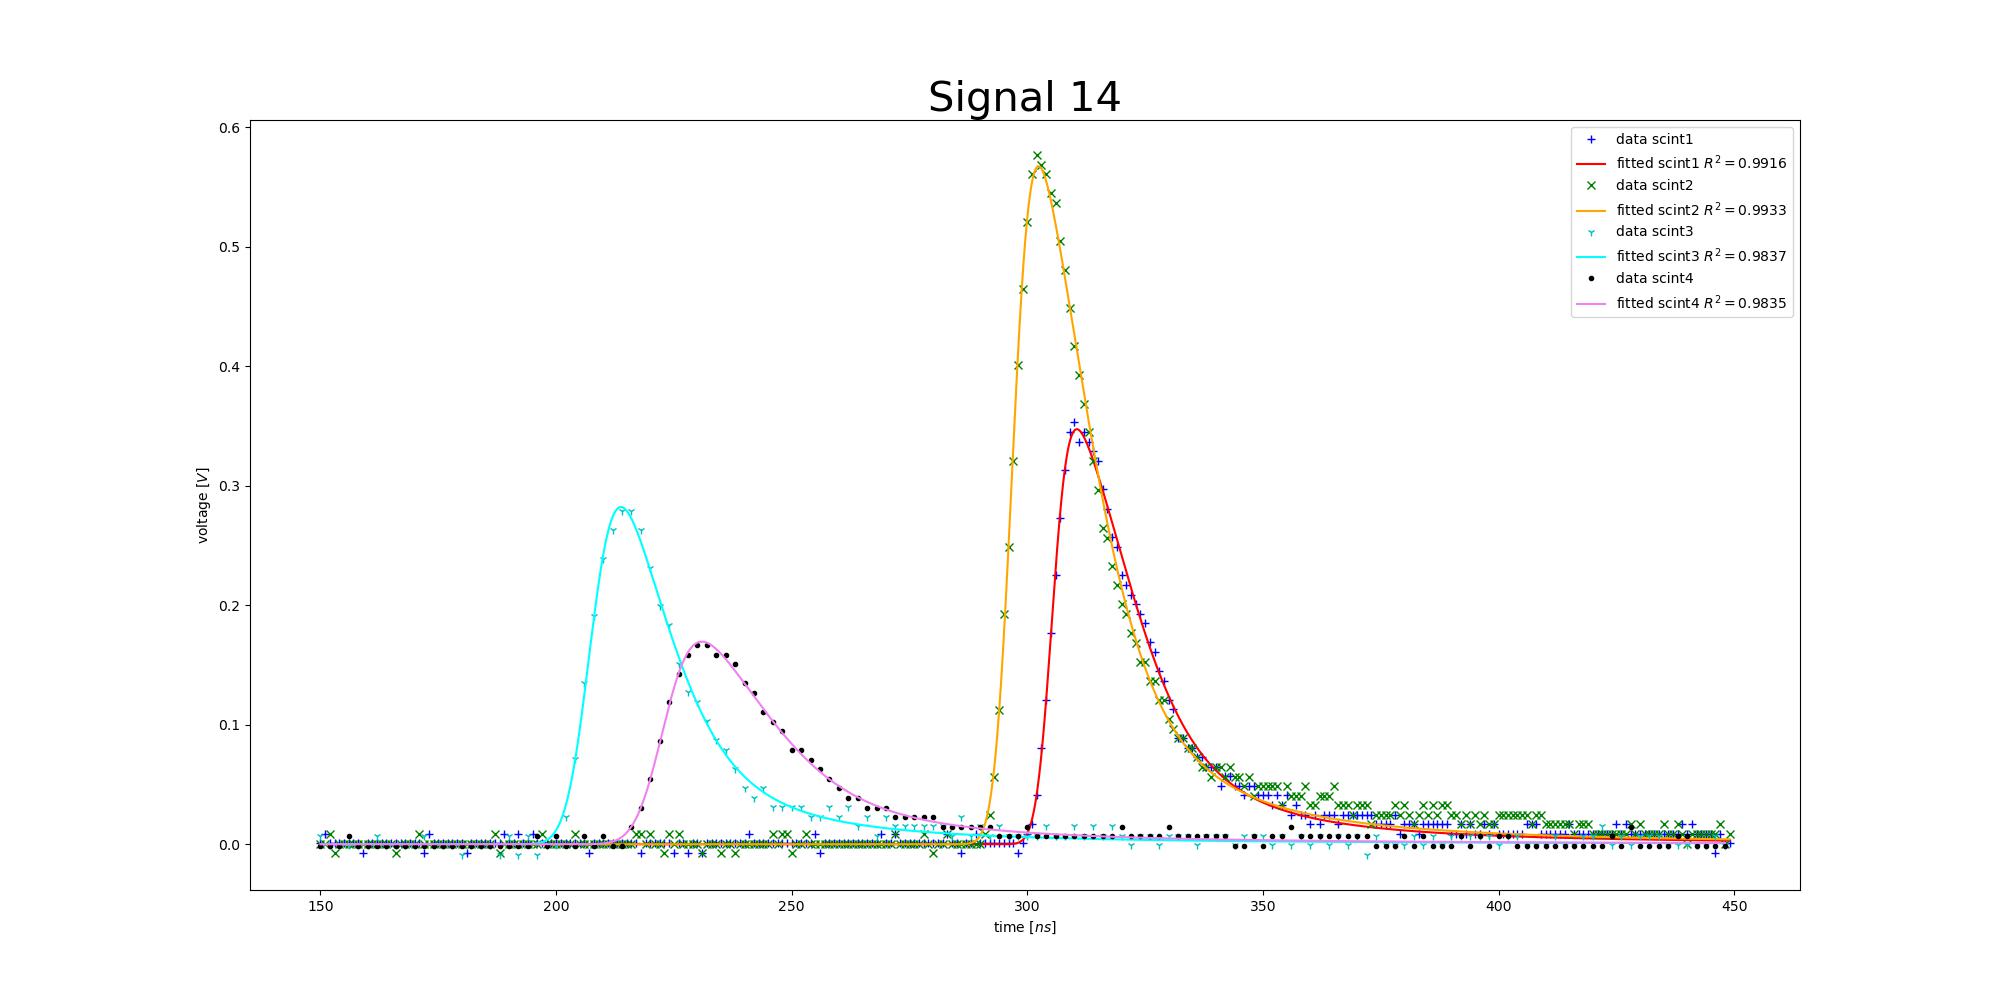 Signal 14
0.6
0.5
0.4
0.3
0.2
0.1
0.0
voltage [V]
150 200 250 300 350 400 450
time [ns]
data scint1
fitted scint1 R² = 0.9916
data scint2
fitted scint2 R² = 0.9933
data scint3
fitted scint3 R² = 0.9837
data scint4
fitted scint4 R² = 0.9835